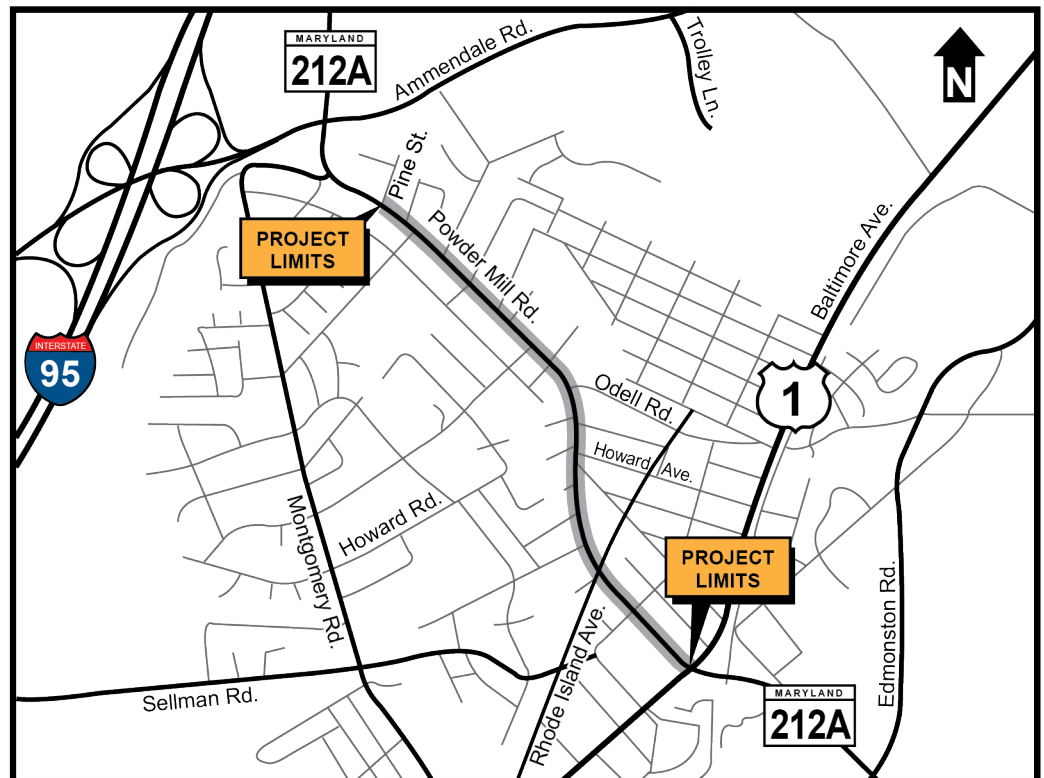 MARYLAND
212A
Ammendale Rd.
Trolley Ln.
N
Pine St.
PROJECT
LIMITS
Powder Mill Rd.
Baltimore Ave.
INTERSTATE
95
1
Odell Rd.
Howard Ave.
Montgomery Rd.
Howard Rd.
PROJECT
LIMITS
Edmonston Rd.
Rhode Island Ave.
Sellman Rd.
MARYLAND
212A